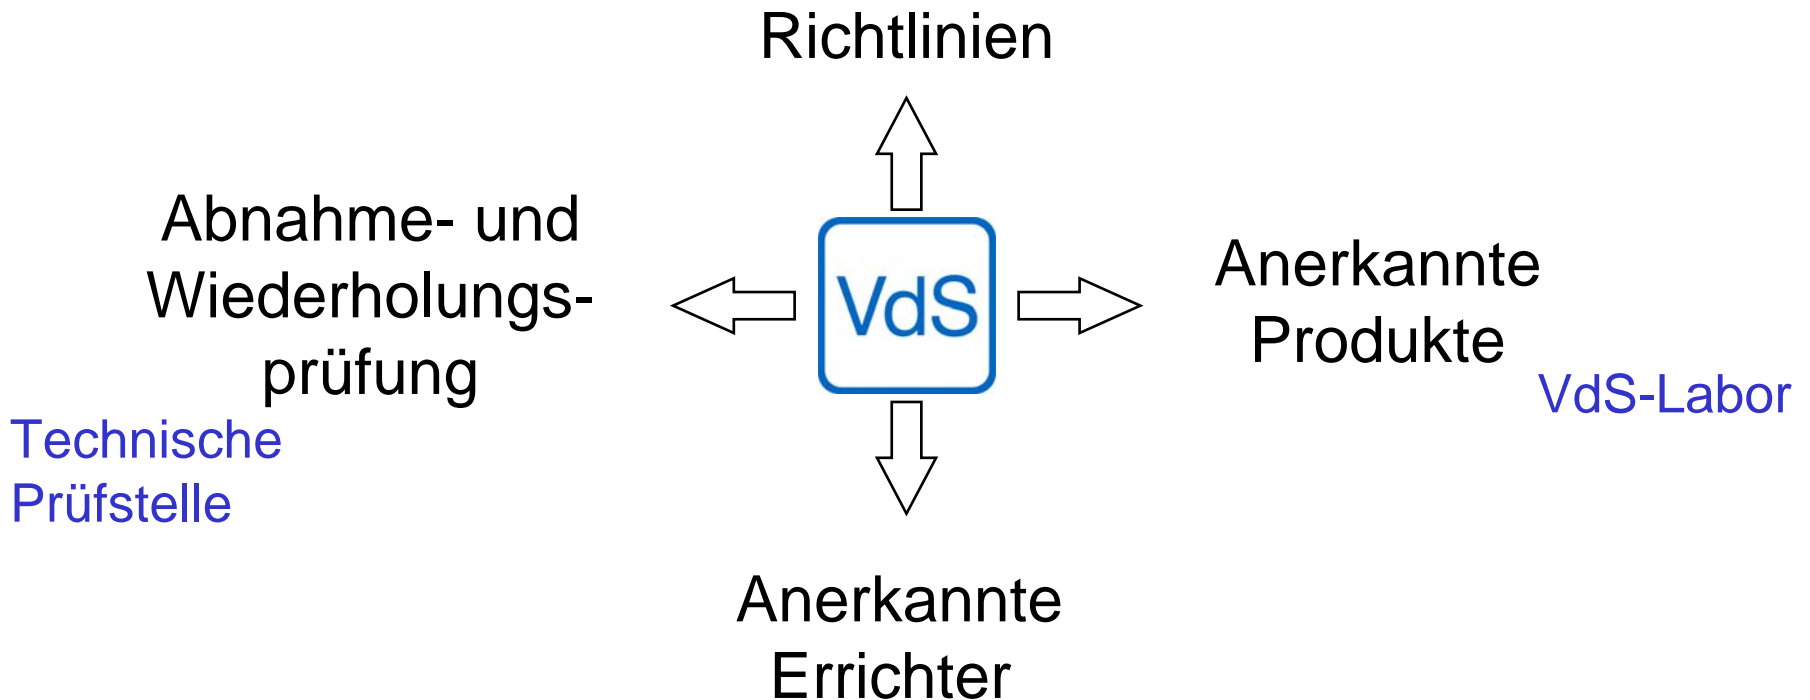 Richtlinien
Abnahme- und
Wiederholungs-
prüfung
Technische
Prüfstelle
VdS
Anerkannte
Produkte
VdS-Labor
Anerkannte
Errichter